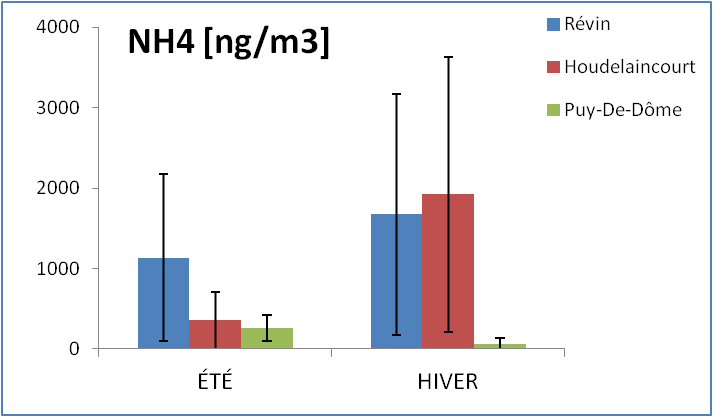 NH4 [ng/m3]
4000
3000
2000
1000
0
ÉTÉ
HIVER
Révin
Houdelaincourt
Puy-De-Dôme